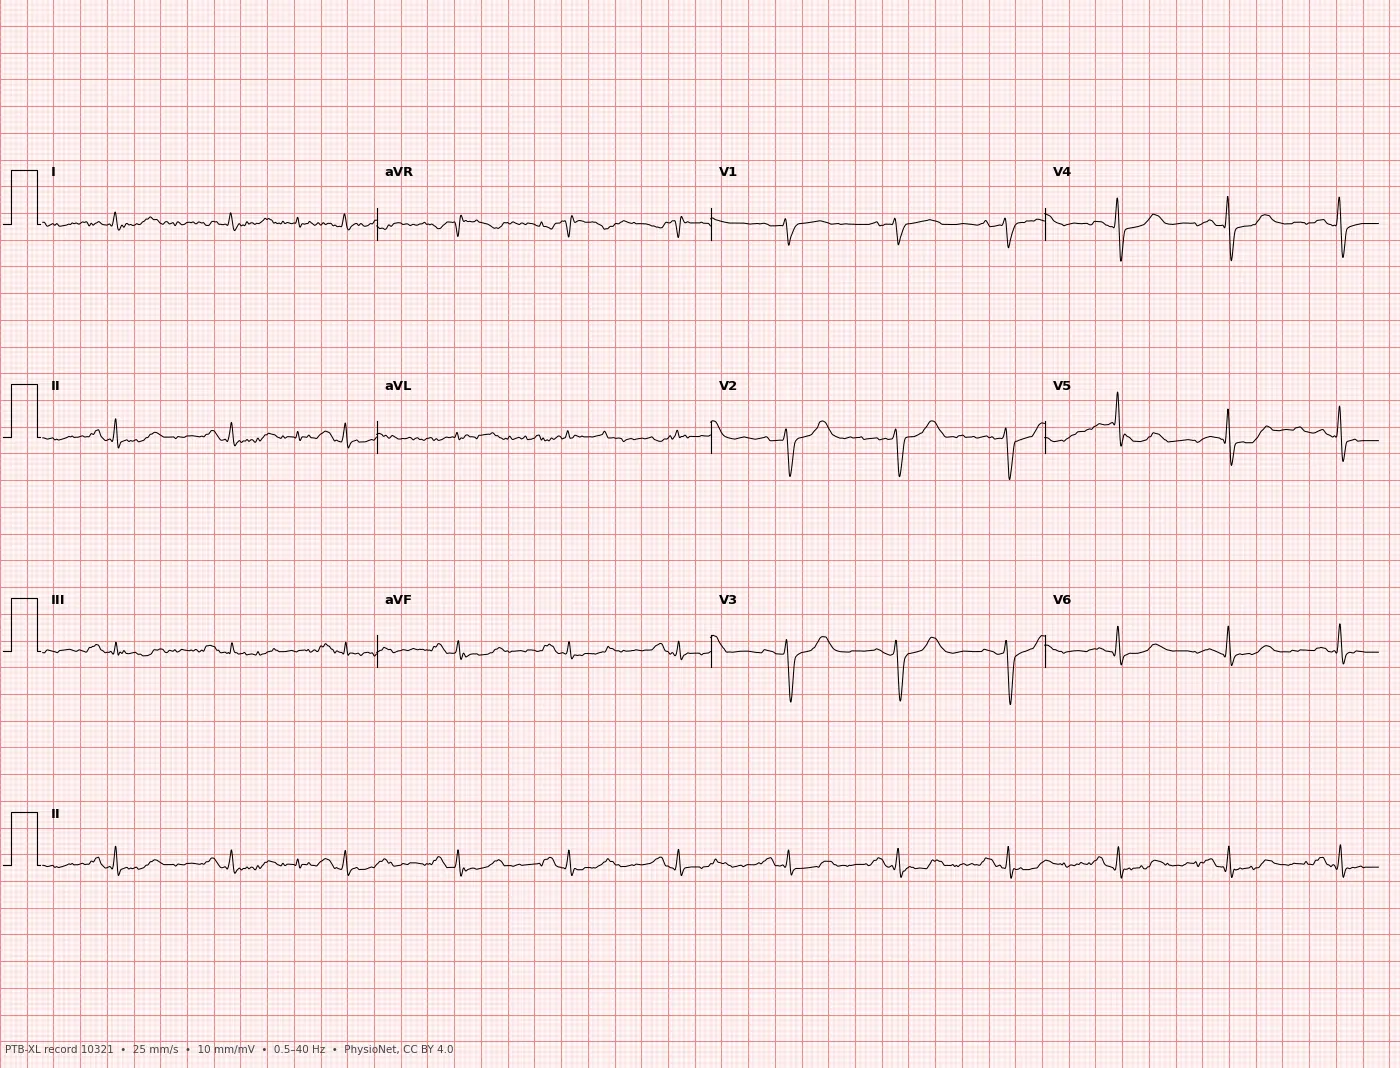 I aVR V1 V4
II aVL V2 V5
III aVF V3 V6
II
PTB-XL record 10321 • 25 mm/s • 10 mm/mV • 0.5–40 Hz • PhysioNet, CC BY 4.0